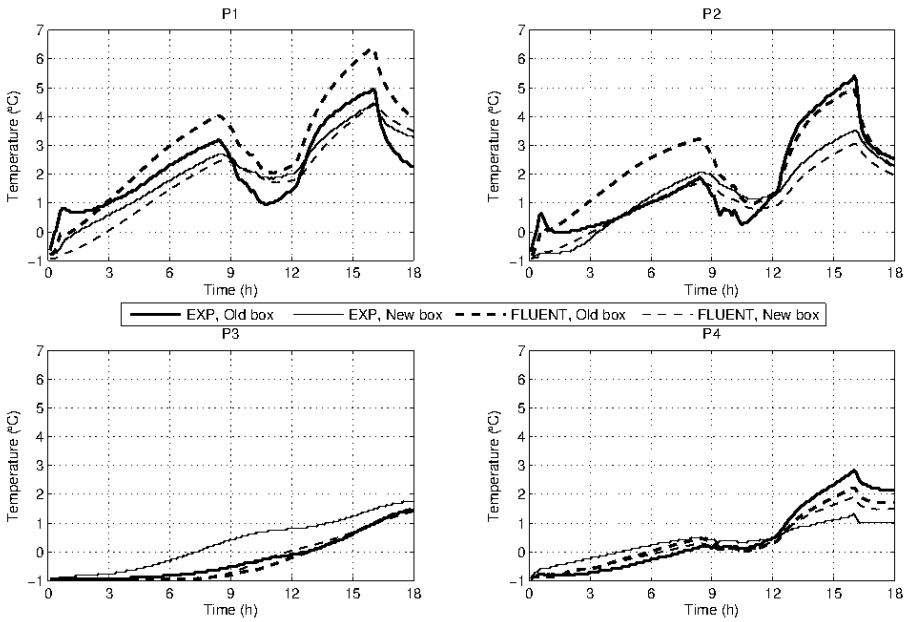 P1
P2
Temperature (ºC)
7
6
5
4
3
2
1
0
−1
0 3 6 9 12 15 18
Time (h)
Temperature (ºC)
7
6
5
4
3
2
1
0
−1
0 3 6 9 12 15 18
Time (h)
EXP, Old box EXP, New box FLUENT, Old box FLUENT, New box
P3
P4
Temperature (ºC)
7
6
5
4
3
2
1
0
−1
0 3 6 9 12 15 18
Time (h)
Temperature (ºC)
7
6
5
4
3
2
1
0
−1
0 3 6 9 12 15 18
Time (h)